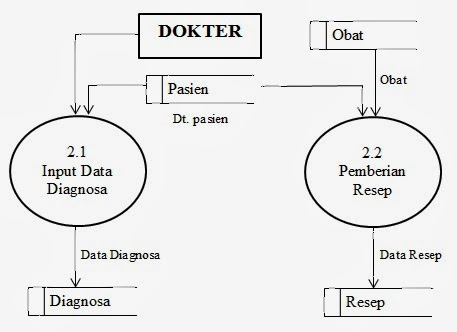 DOKTER
Obat
Pasien
Obat
Dt. pasien
2.1
Input Data
Diagnosa
2.2
Pemberian
Resep
Data Diagnosa
Data Resep
Diagnosa
Resep